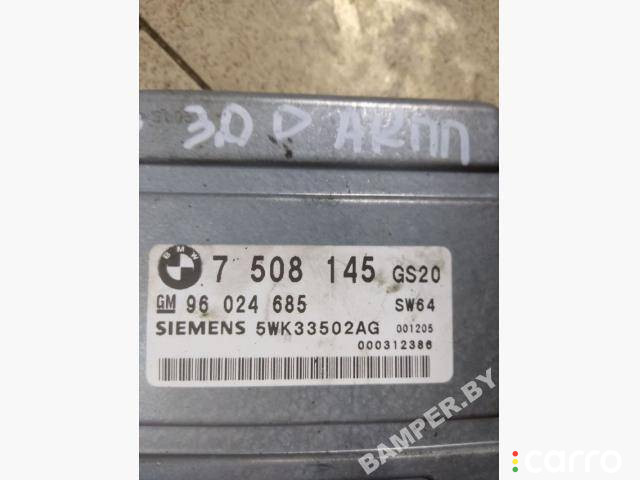 3.0 D АКПП
BMW 7 508 145 GS20
GM 96 024 685 SW64
SIEMENS 5WK33502AG 001205
000312386
BAMPER.BY
carro